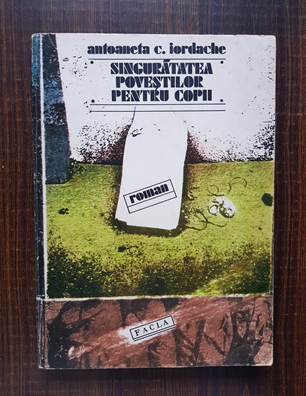 antoaneta c. iordache
SINGURĂTATEA
POVEȘTILOR
PENTRU COPII
roman
FACLA